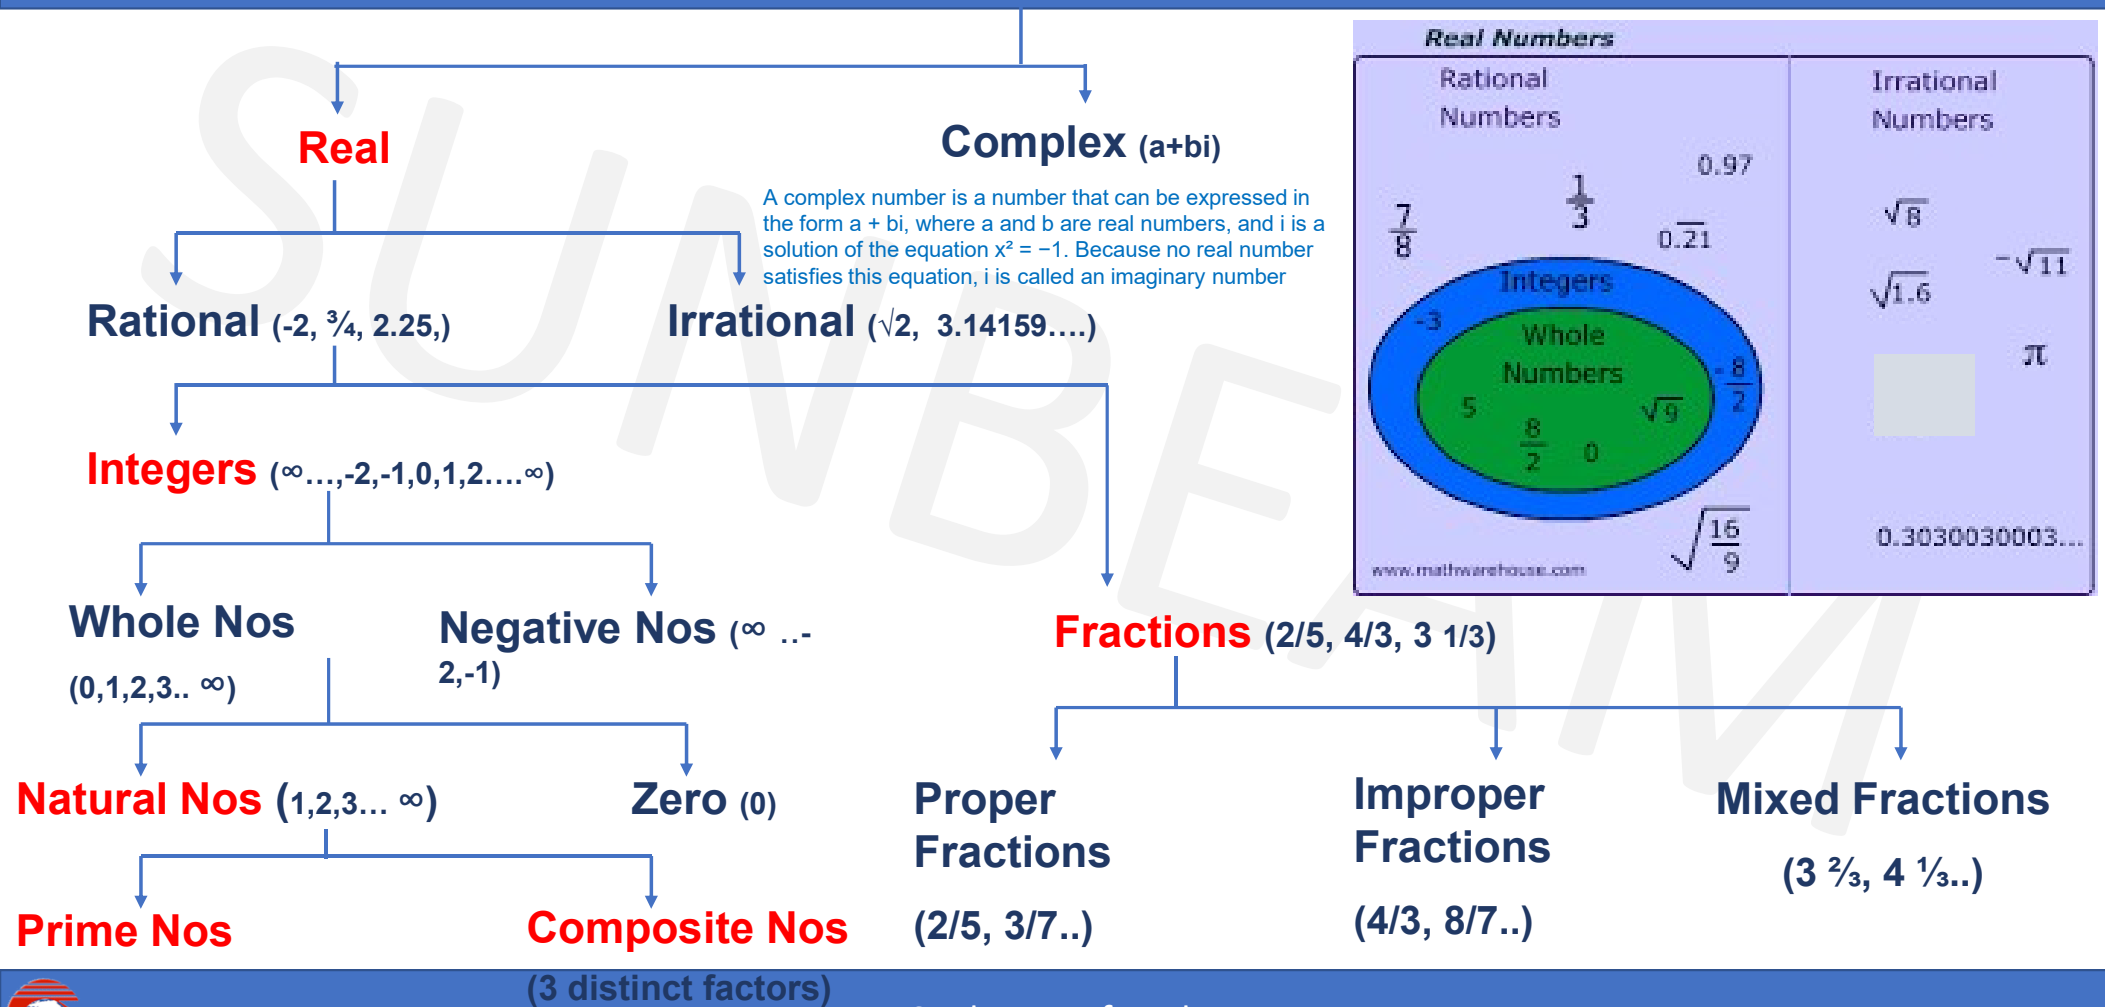 Real
Complex (a+bi)
A complex number is a number that can be expressed in
the form a + bi, where a and b are real numbers, and i is a
solution of the equation x² = −1. Because no real number
satisfies this equation, i is called an imaginary number
Rational (-2, ¾, 2.25,)
Irrational (√2, 3.14159....)
Integers (∞...,-2,-1,0,1,2....∞)
Whole Nos
(0,1,2,3.. ∞)
Negative Nos (∞ ..-
2,-1)
Fractions (2/5, 4/3, 3 1/3)
Natural Nos (1,2,3... ∞)
Zero (0)
Proper
Fractions
(2/5, 3/7..)
Improper
Fractions
(4/3, 8/7..)
Mixed Fractions
(3 ⅔, 4 ⅓..)
Prime Nos
Composite Nos
(3 distinct factors)
Real Numbers
Rational
Numbers
Irrational
Numbers
7/8
1/3
0.97
0.2̅1̅
√8
-√11
√1.6
π
0.3030030003...
Integers
-3
-8/2
Whole
Numbers
5
√9
8/2
0
√16/9
www.mathwarehouse.com
SUNBEAM